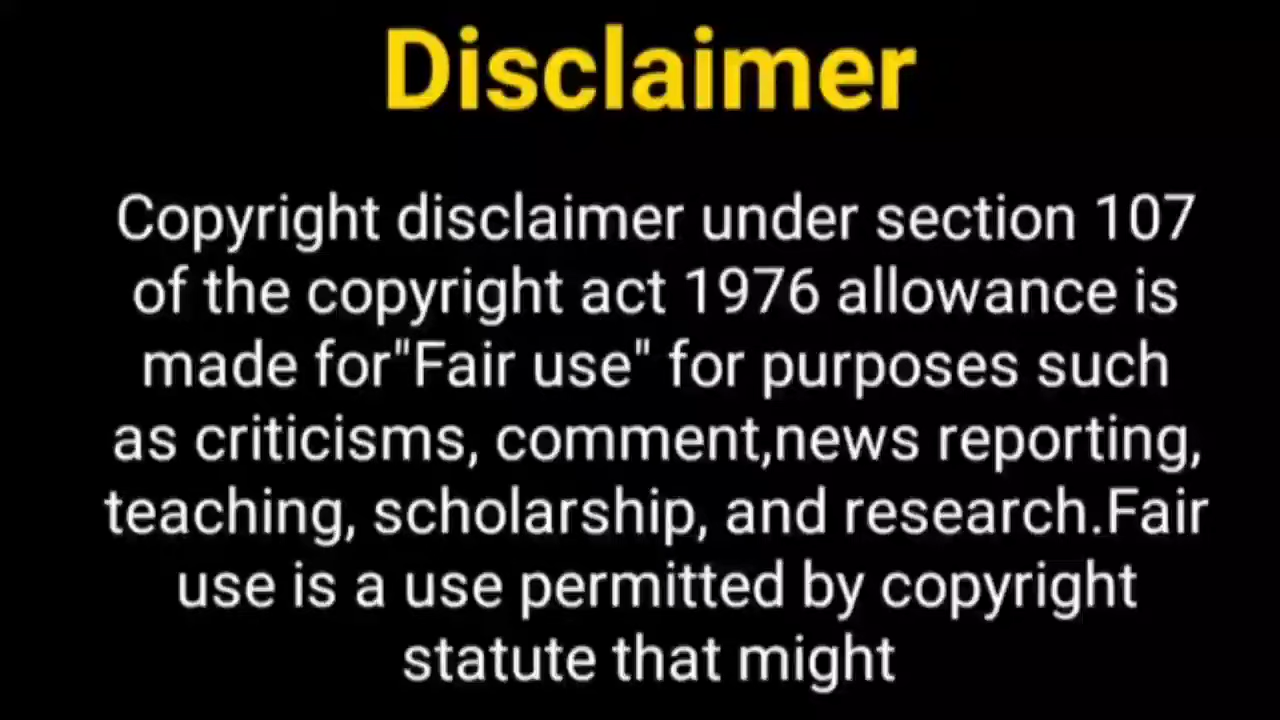 Disclaimer
Copyright disclaimer under section 107
of the copyright act 1976 allowance is
made for"Fair use" for purposes such
as criticisms, comment,news reporting,
teaching, scholarship, and research.Fair
use is a use permitted by copyright
statute that might